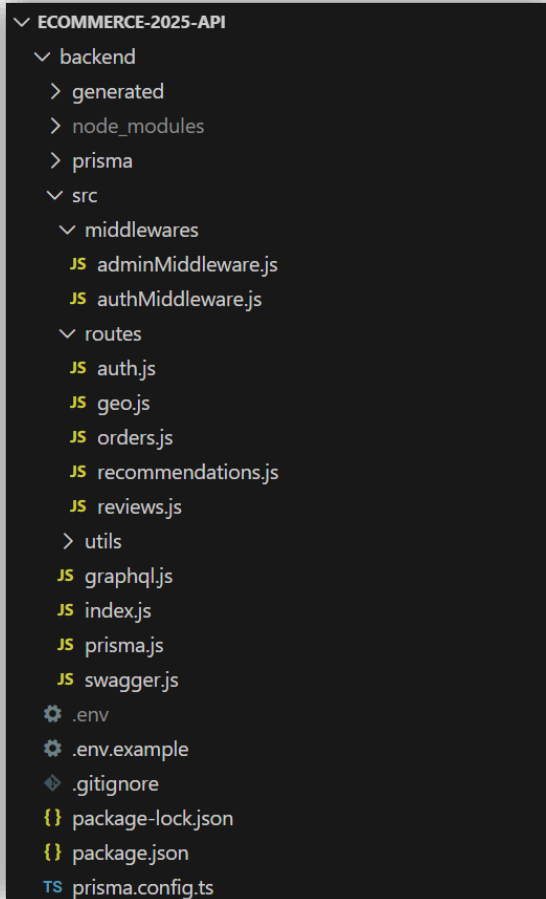 ECOMMERCE-2025-API
backend
generated
node_modules
prisma
src
middlewares
JS adminMiddleware.js
JS authMiddleware.js
routes
JS auth.js
JS geo.js
JS orders.js
JS recommendations.js
JS reviews.js
utils
JS graphql.js
JS index.js
JS prisma.js
JS swagger.js
.env
.env.example
.gitignore
{} package-lock.json
{} package.json
TS prisma.config.ts